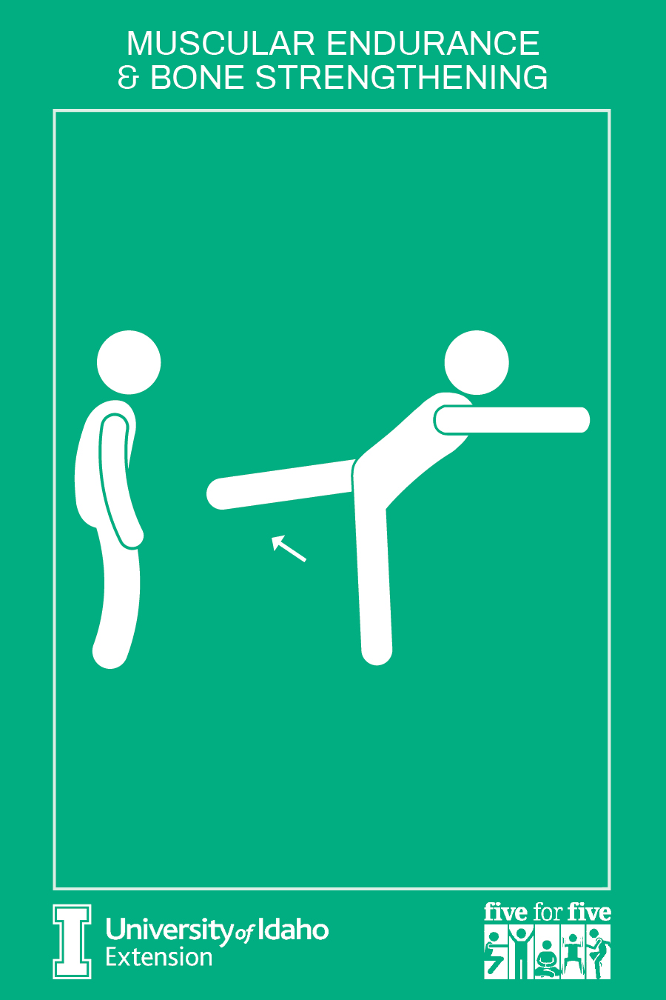 MUSCULAR ENDURANCE
& BONE STRENGTHENING
University of Idaho
Extension
five for five